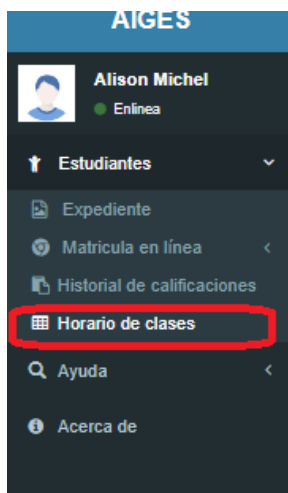 AIGES
Alison Michel
Enlinea
Estudiantes
Expediente
Matricula en línea
Historial de calificaciones
Horario de clases
Ayuda
Acerca de